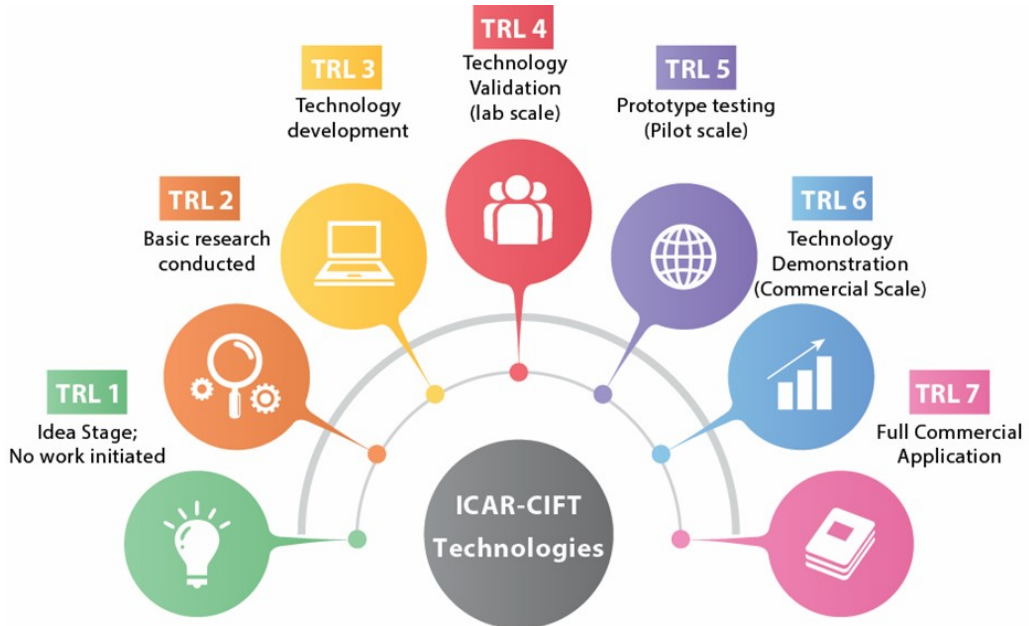 TRL 1
Idea Stage;
No work initiated
TRL 2
Basic research
conducted
TRL 3
Technology
development
TRL 4
Technology
Validation
(lab scale)
TRL 5
Prototype testing
(Pilot scale)
TRL 6
Technology
Demonstration
(Commercial Scale)
TRL 7
Full Commercial
Application
ICAR-CIFT
Technologies